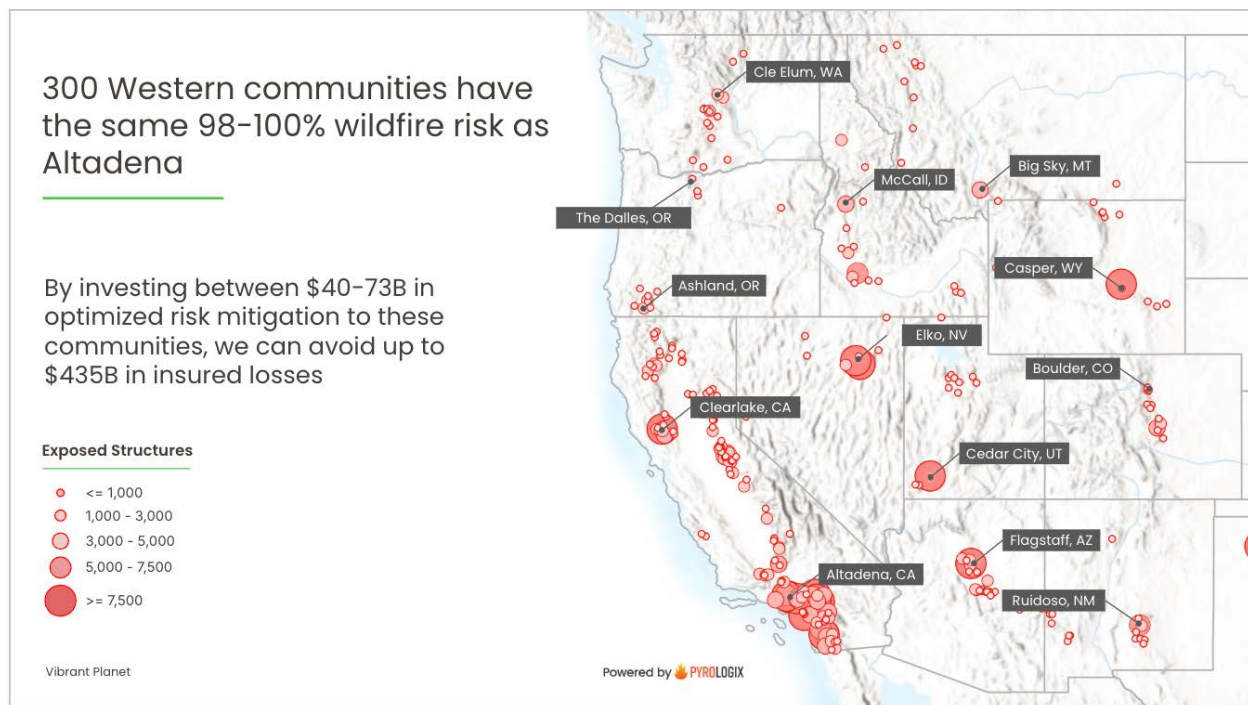 300 Western communities have
the same 98-100% wildfire risk as
Altadena
By investing between $40-73B in
optimized risk mitigation to these
communities, we can avoid up to
$435B in insured losses
Exposed Structures
<= 1,000
1,000 - 3,000
3,000 - 5,000
5,000 - 7,500
>= 7,500
Vibrant Planet
Cle Elum, WA
Big Sky, MT
McCall, ID
The Dalles, OR
Casper, WY
Ashland, OR
Elko, NV
Boulder, CO
Clearlake, CA
Cedar City, UT
Flagstaff, AZ
Altadena, CA
Ruidoso, NM
Powered by PYROLOGIX